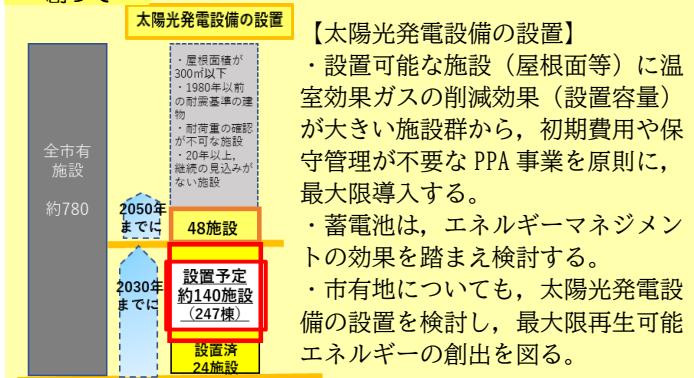 太陽光発電設備の設置
・屋根面積が
300㎡以下
・1980年以前
の耐震基準の建
物
・耐荷重の確認
が不可な施設
・20年以上,
継続の見込みが
ない施設
全市有
施設
約780
2050年
までに
48施設
2030年
までに
設置予定
約140施設
（247棟）
設置済
24施設
【太陽光発電設備の設置】
・設置可能な施設（屋根面等）に温
室効果ガスの削減効果（設置容量）
が大きい施設群から，初期費用や保
守管理が不要な PPA 事業を原則に，
最大限導入する。
・蓄電池は，エネルギーマネジメン
トの効果を踏まえ検討する。
・市有地についても，太陽光発電設
備の設置を検討し，最大限再生可能
エネルギーの創出を図る。